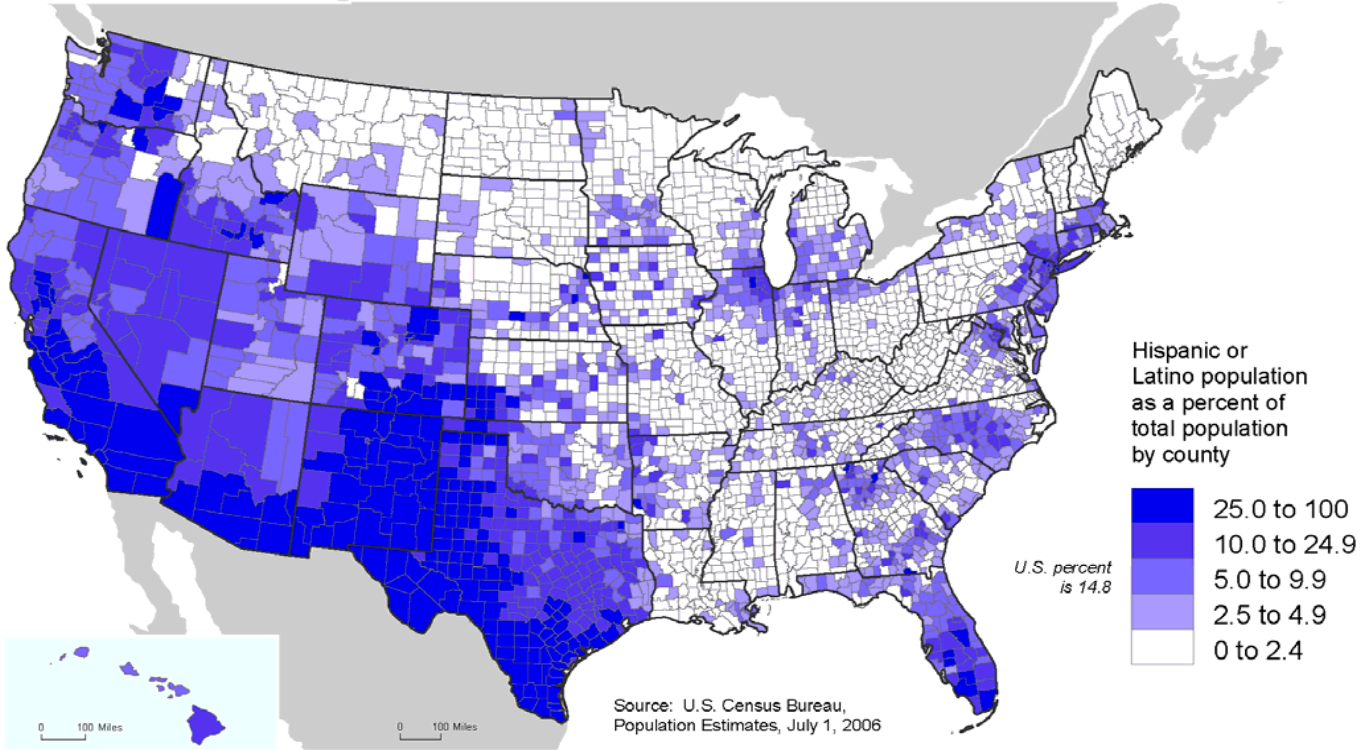 Hispanic or
Latino population
as a percent of
total population
by county
25.0 to 100
10.0 to 24.9
5.0 to 9.9
2.5 to 4.9
0 to 2.4
U.S. percent
is 14.8
Source: U.S. Census Bureau,
Population Estimates, July 1, 2006
0 100 Miles
0 100 Miles